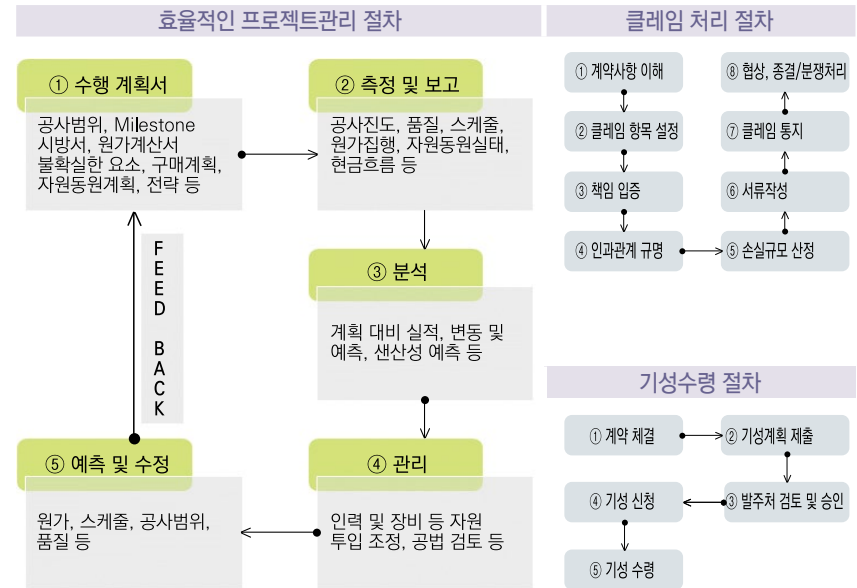 효율적인 프로젝트관리 절차
① 수행 계획서
공사범위, Milestone
시방서, 원가계산서
불확실한 요소, 구매계획,
자원동원계획, 전략 등
② 측정 및 보고
공사진도, 품질, 스케줄,
원가집행, 자원동원실태,
현금흐름 등
③ 분석
계획 대비 실적, 변동 및
예측, 샌산성 예측 등
④ 관리
인력 및 장비 등 자원
투입 조정, 공법 검토 등
⑤ 예측 및 수정
원가, 스케줄, 공사범위,
품질 등
FEED BACK
클레임 처리 절차
① 계약사항 이해
② 클레임 항목 설정
③ 책임 입증
④ 인과관계 규명
⑤ 손실규모 산정
⑥ 서류작성
⑦ 클레임 통지
⑧ 협상, 종결/분쟁처리
기성수령 절차
① 계약 체결
② 기성계획 제출
③ 발주처 검토 및 승인
④ 기성 신청
⑤ 기성 수령